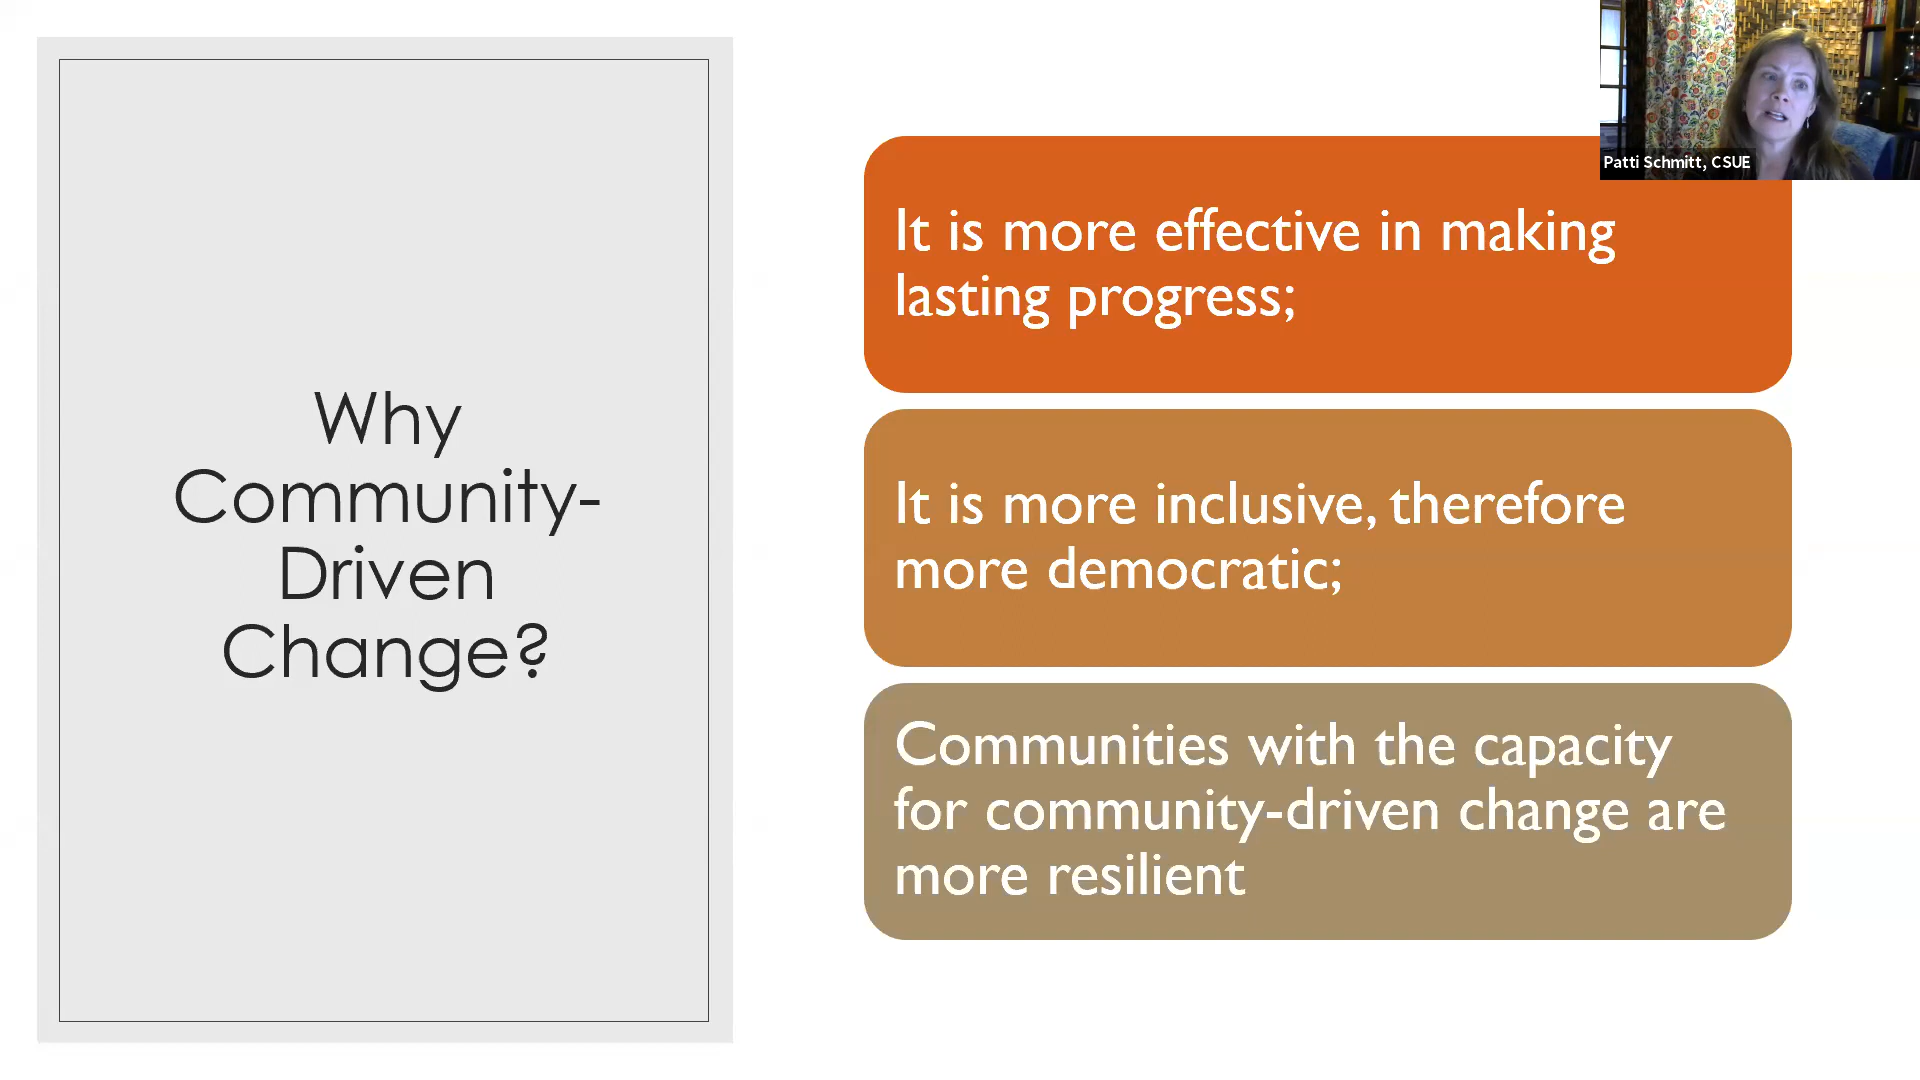 Why
Community-
Driven
Change?
Patti Schmitt, CSUE
It is more effective in making
lasting progress;
It is more inclusive, therefore
more democratic;
Communities with the capacity
for community-driven change are
more resilient